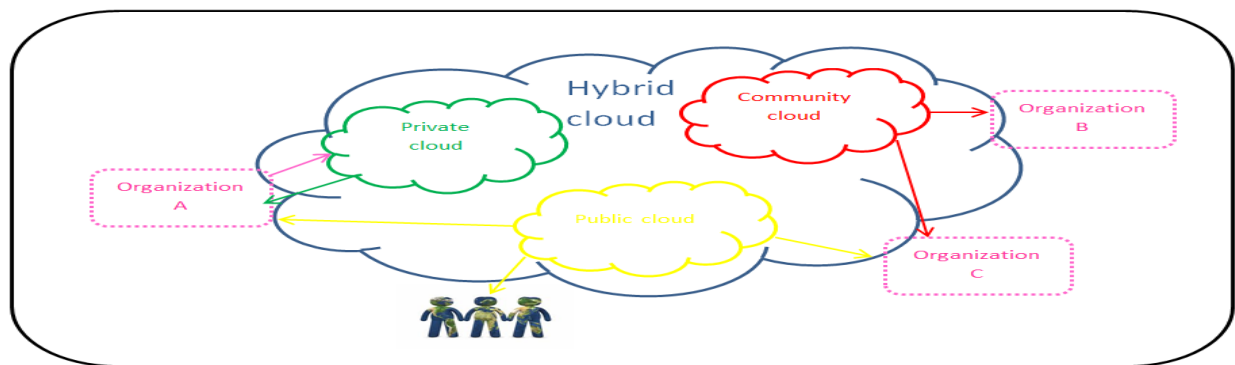 Hybrid
cloud
Community
cloud
Private
cloud
Organization
B
Organization
A
Public cloud
Organization
C